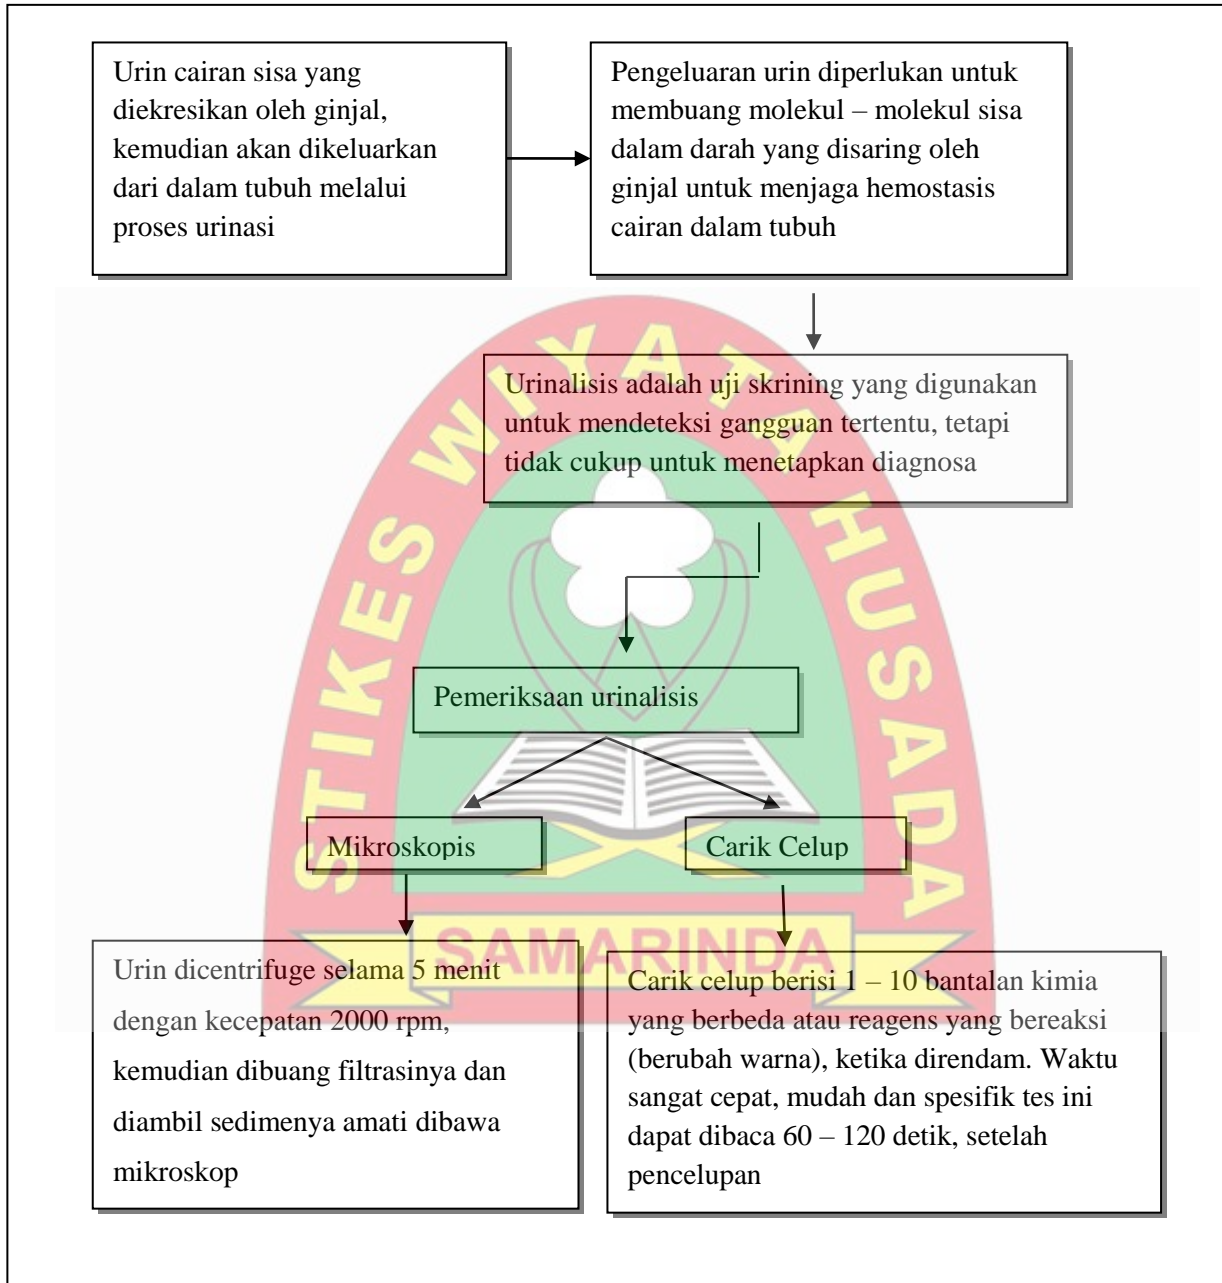 Urin cairan sisa yang
diekresikan oleh ginjal,
kemudian akan dikeluarkan
dari dalam tubuh melalui
proses urinasi
Pengeluaran urin diperlukan untuk
membuang molekul – molekul sisa
dalam darah yang disaring oleh
ginjal untuk menjaga hemostasis
cairan dalam tubuh
Urinalisis adalah uji skrining yang digunakan
untuk mendeteksi gangguan tertentu, tetapi
tidak cukup untuk menetapkan diagnosa
Pemeriksaan urinalisis
Mikroskopis
Carik Celup
Urin dicentrifuge selama 5 menit
dengan kecepatan 2000 rpm,
kemudian dibuang filtrasinya dan
diambil sedimenya amati dibawa
mikroskop
Carik celup berisi 1 – 10 bantalan kimia
yang berbeda atau reagens yang bereaksi
(berubah warna), ketika direndam. Waktu
sangat cepat, mudah dan spesifik tes ini
dapat dibaca 60 – 120 detik, setelah
pencelupan
STIKES WIYATA HUSADA
SAMARINDA